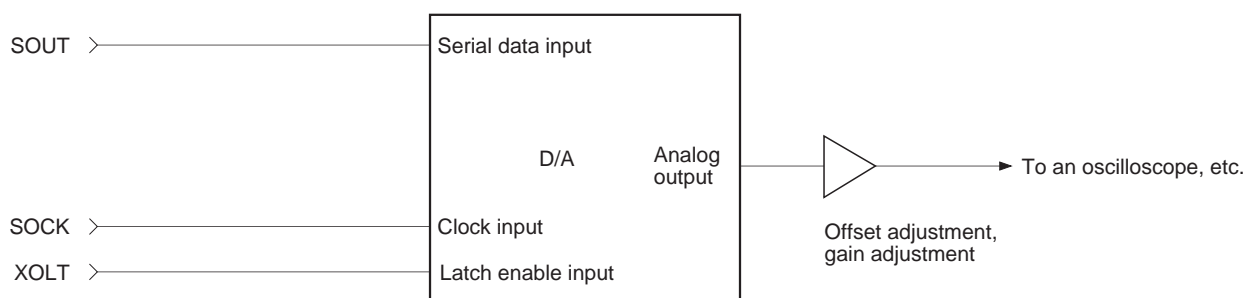 SOUT
Serial data input
D/A
Analog
output
To an oscilloscope, etc.
SOCK
Clock input
Offset adjustment,
gain adjustment
XOLT
Latch enable input